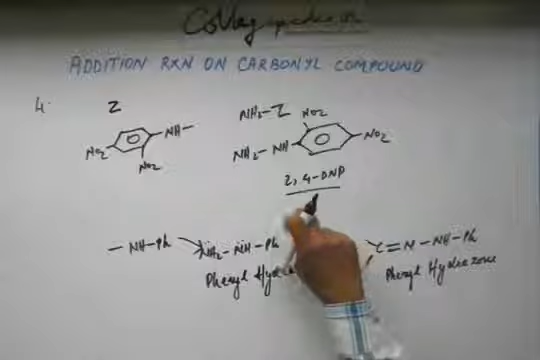 ADDITION RXN ON CARBONYL COMPOUND
4.
Z
NH2-Z
NO2
NH-
NO2
NO2
NH2-NH
NO2
2,4-DNP
- NH-Ph
NH2-NH-Ph
C=N-NH-Ph
Phenyl
Phenyl Hydrazone